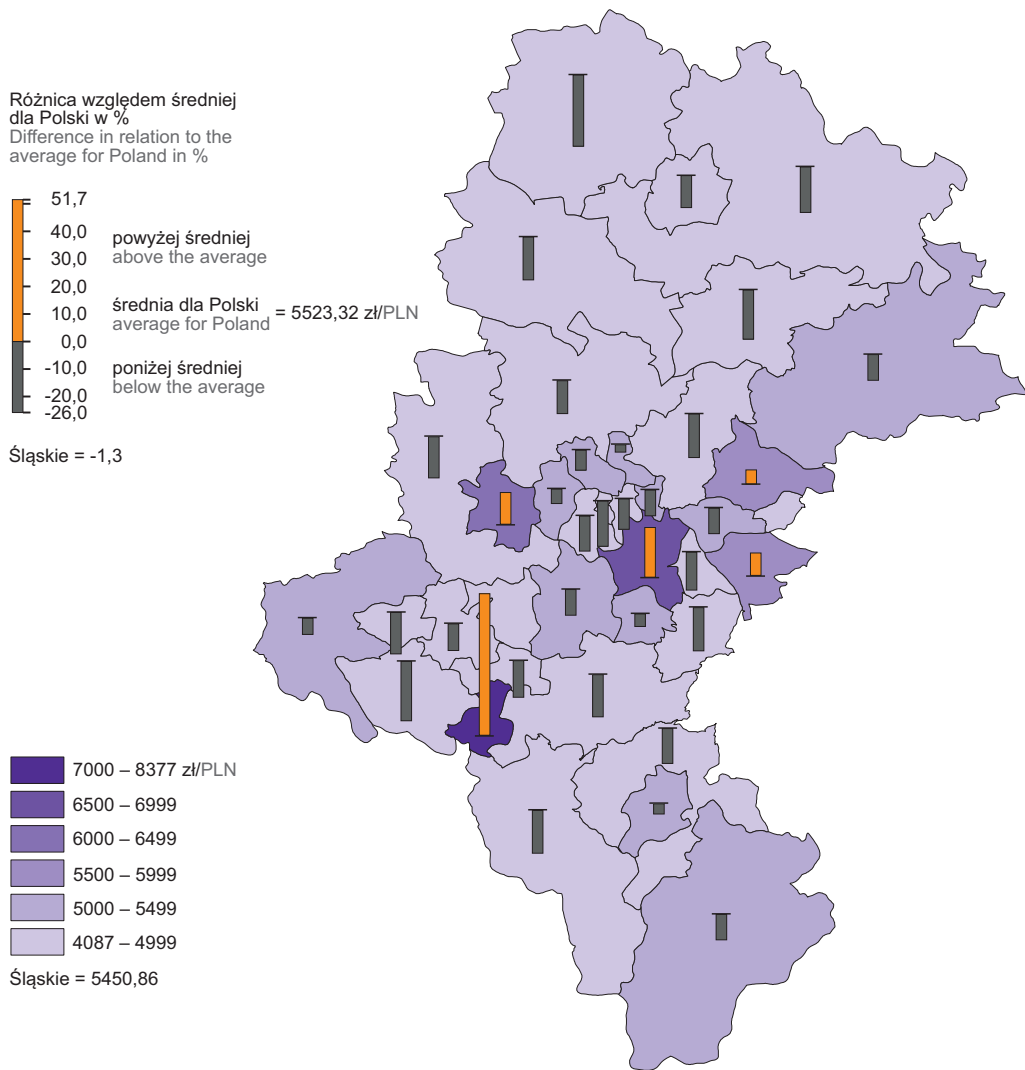 Różnica względem średniej
dla Polski w %
Difference in relation to the
average for Poland in %
51,7
40,0
30,0
20,0
10,0
0,0
-10,0
-20,0
-26,0
powyżej średniej
above the average
średnia dla Polski
average for Poland = 5523,32 zł/PLN
poniżej średniej
below the average
Śląskie = -1,3
7000 – 8377 zł/PLN
6500 – 6999
6000 – 6499
5500 – 5999
5000 – 5499
4087 – 4999
Śląskie = 5450,86